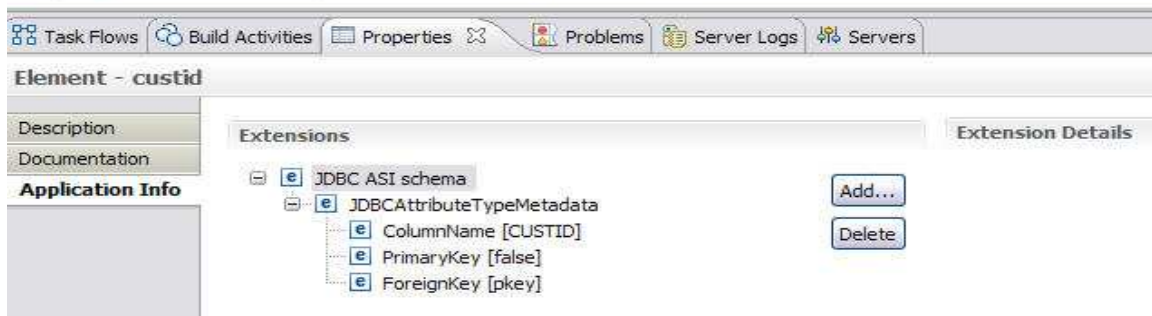 Task Flows Build Activities Properties Problems Server Logs Servers
Element - custid
Description
Documentation
Application Info
Extensions
JDBC ASI schema
JDBCAttributeTypeMetadata
ColumnName [CUSTID]
PrimaryKey [false]
ForeignKey [pkey]
Add...
Delete
Extension Details